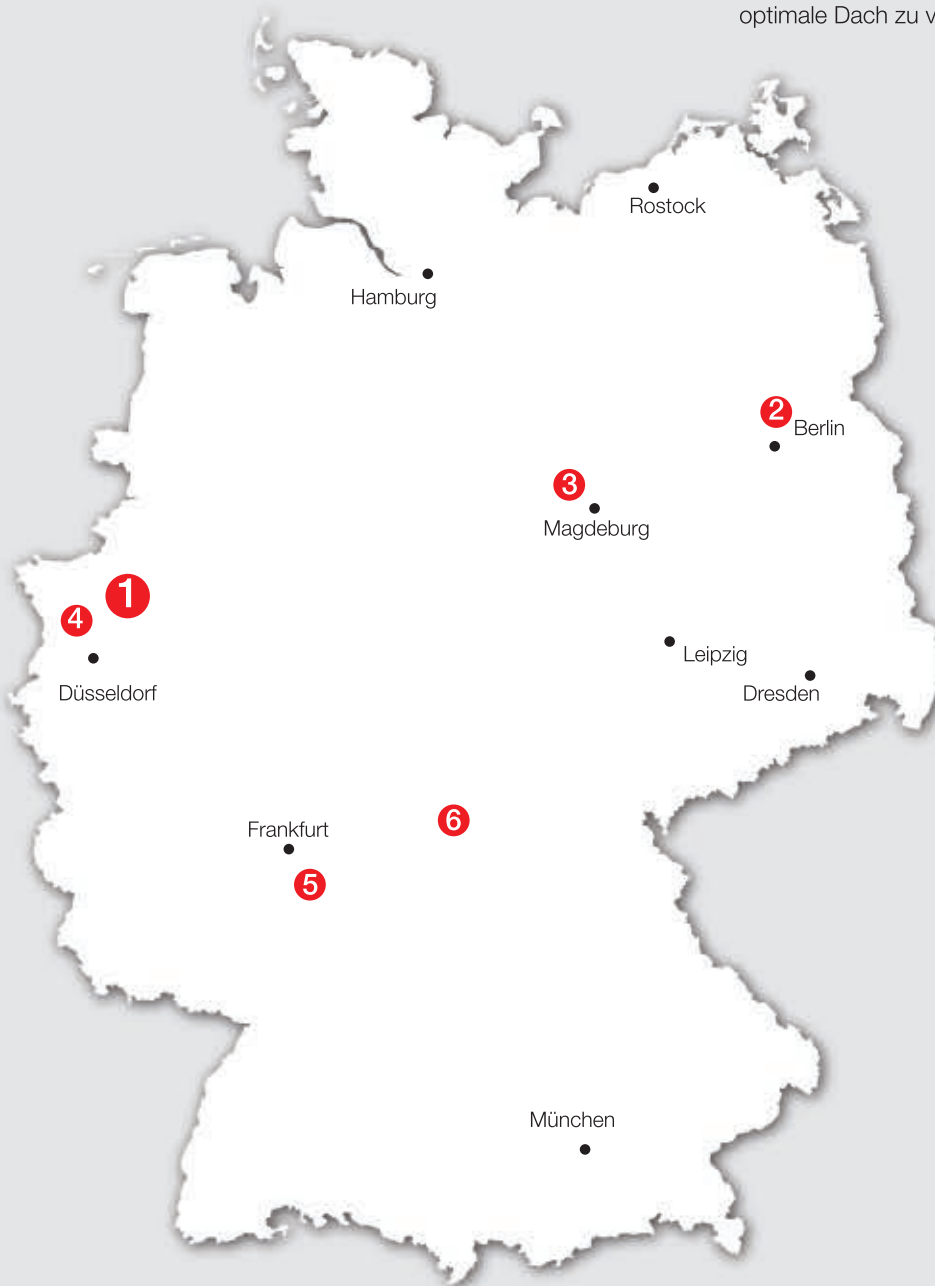 optimale Dach zu v
Rostock
Hamburg
2
Berlin
3
Magdeburg
1
4
Leipzig
Düsseldorf
Dresden
6
Frankfurt
5
München